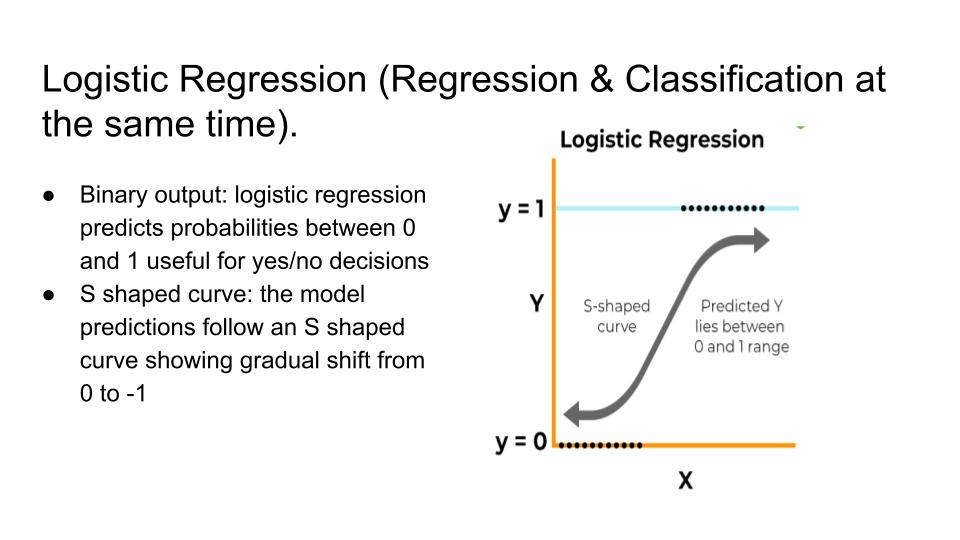 Logistic Regression (Regression & Classification at
the same time).
● Binary output: logistic regression
predicts probabilities between 0
and 1 useful for yes/no decisions
● S shaped curve: the model
predictions follow an S shaped
curve showing gradual shift from
0 to -1
Logistic Regression
y = 1
Y
S-shaped
curve
Predicted Y
lies between
0 and 1 range
y = 0
X